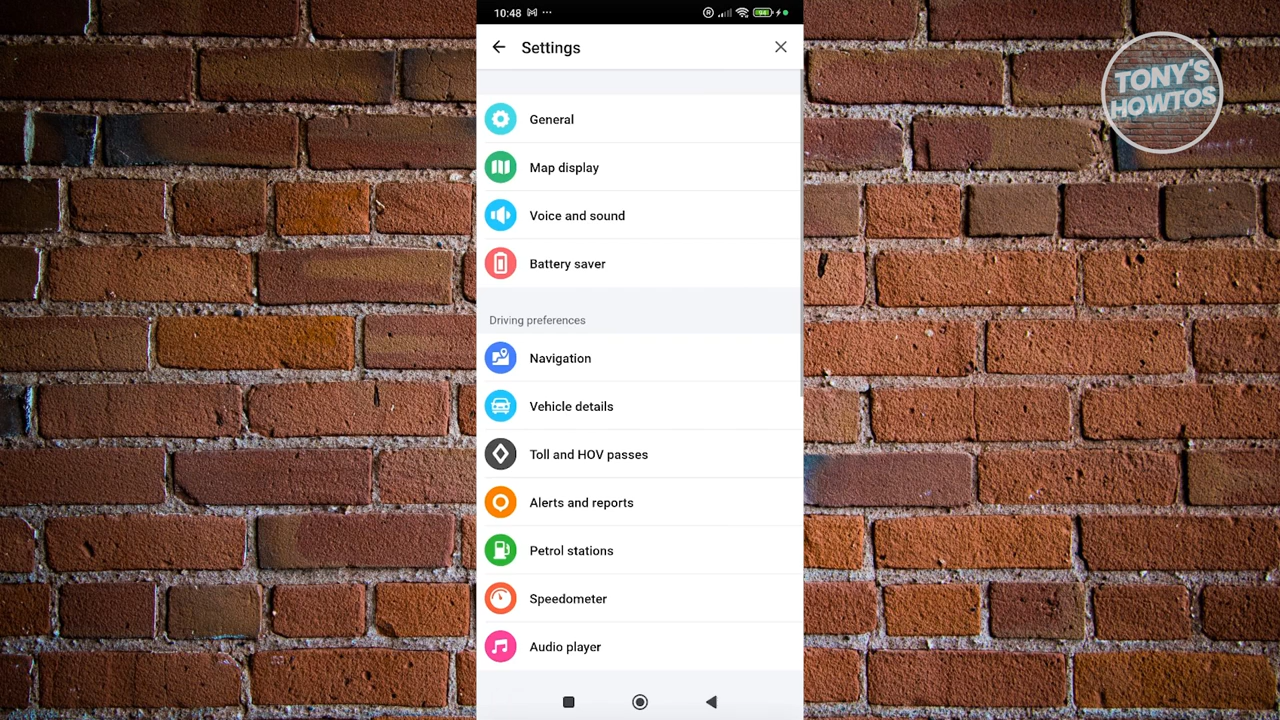 10:48
94
Settings
TONY'S
HOWTOS
General
Map display
Voice and sound
Battery saver
Driving preferences
Navigation
Vehicle details
Toll and HOV passes
Alerts and reports
Petrol stations
Speedometer
Audio player